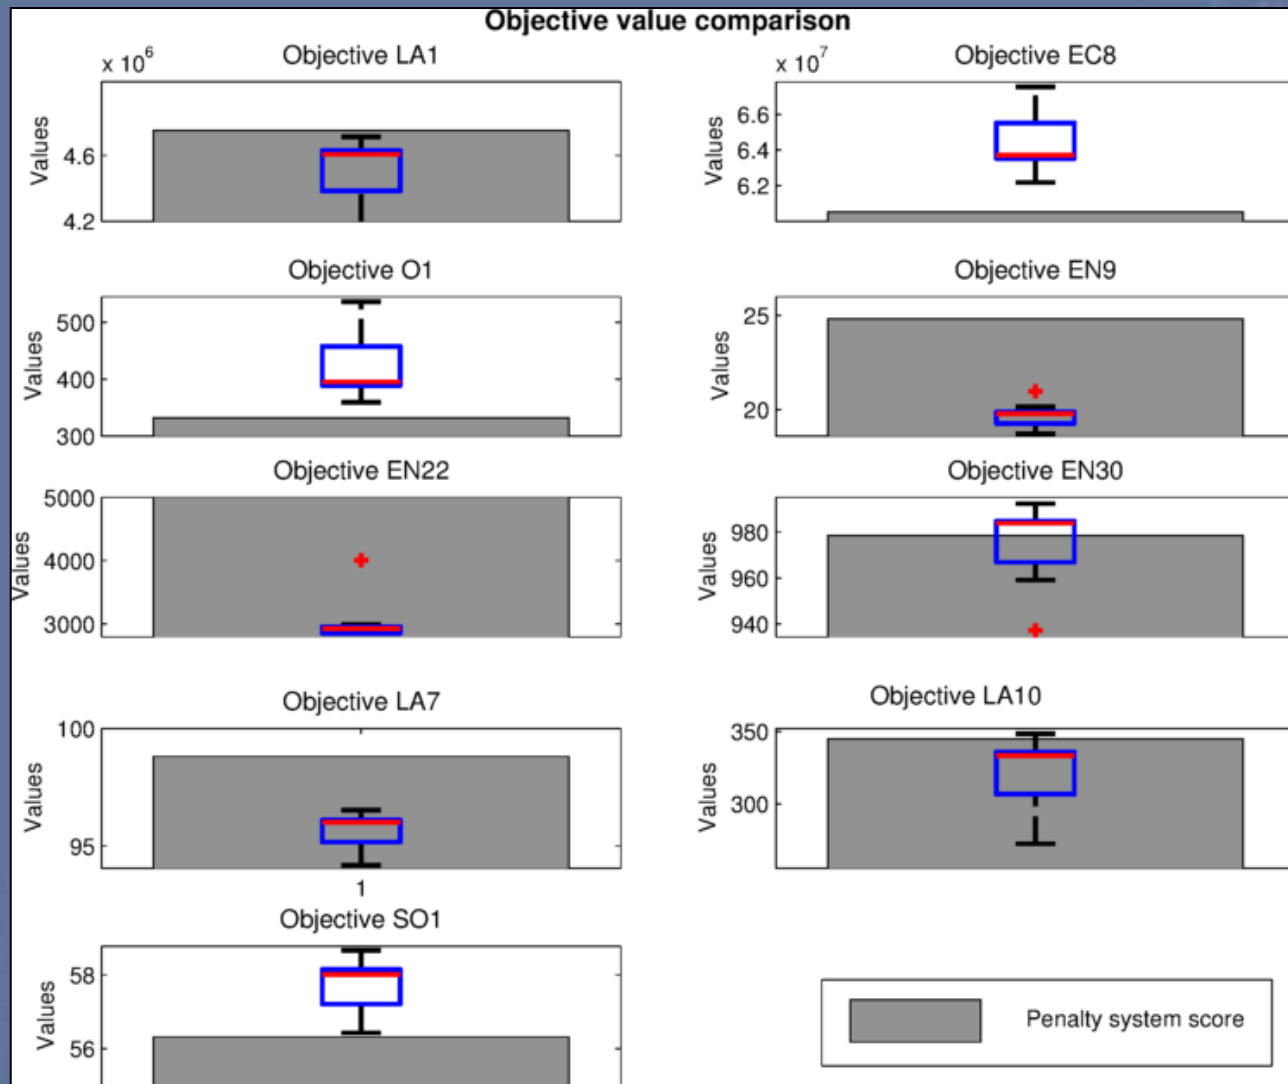 Objective value comparison
Objective LA1
x 10^6
Values
4.6
4.2
Objective EC8
x 10^7
Values
6.6
6.4
6.2
Objective O1
Values
500
400
300
Objective EN9
Values
25
20
Objective EN22
Values
5000
4000
3000
Objective EN30
Values
980
960
940
Objective LA7
Values
100
95
1
Objective LA10
Values
350
300
Objective SO1
Values
58
56
Penalty system score